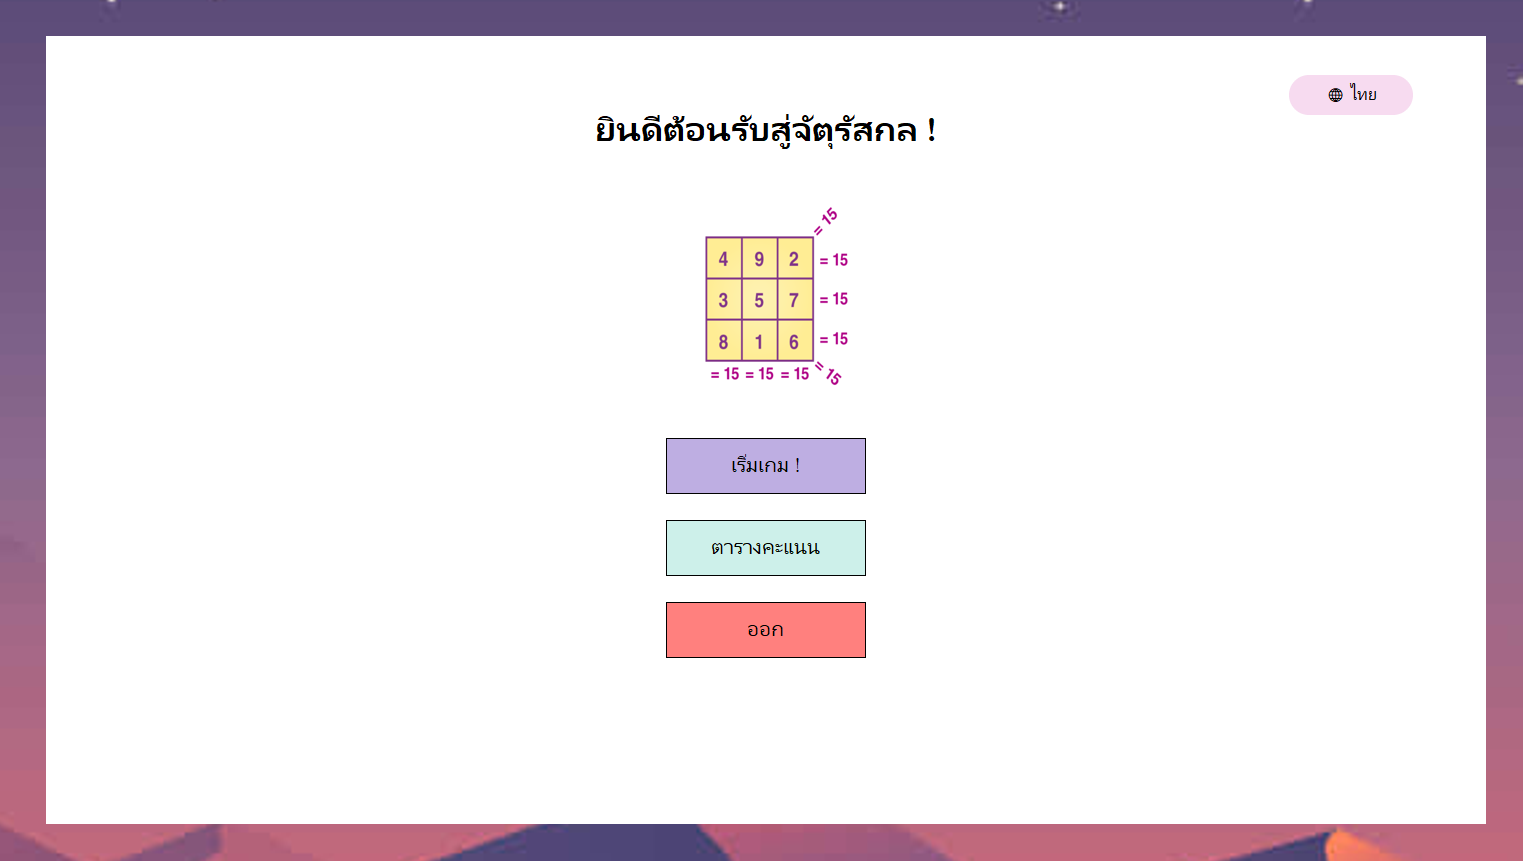 ไทย
ยินดีต้อนรับสู่จัตุรัสกล !
= 15
4 9 2 = 15
3 5 7 = 15
8 1 6 = 15
= 15 = 15 = 15 = 15
เริ่มเกม !
ตารางคะแนน
ออก